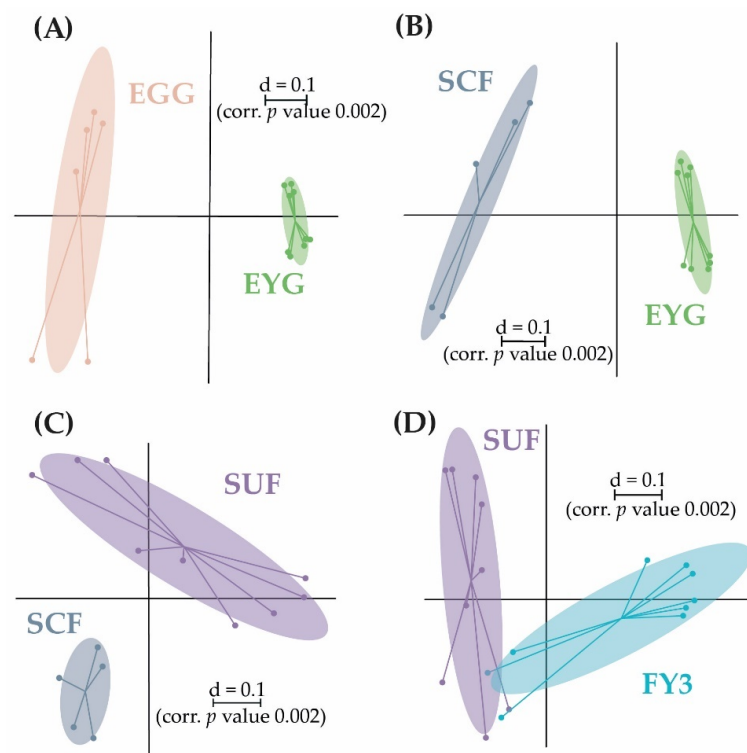 (A)
EGG
d = 0.1
(corr. p value 0.002)
EYG
(B)
SCF
EYG
d = 0.1
(corr. p value 0.002)
(C)
SUF
SCF
d = 0.1
(corr. p value 0.002)
(D)
SUF
d = 0.1
(corr. p value 0.002)
FY3